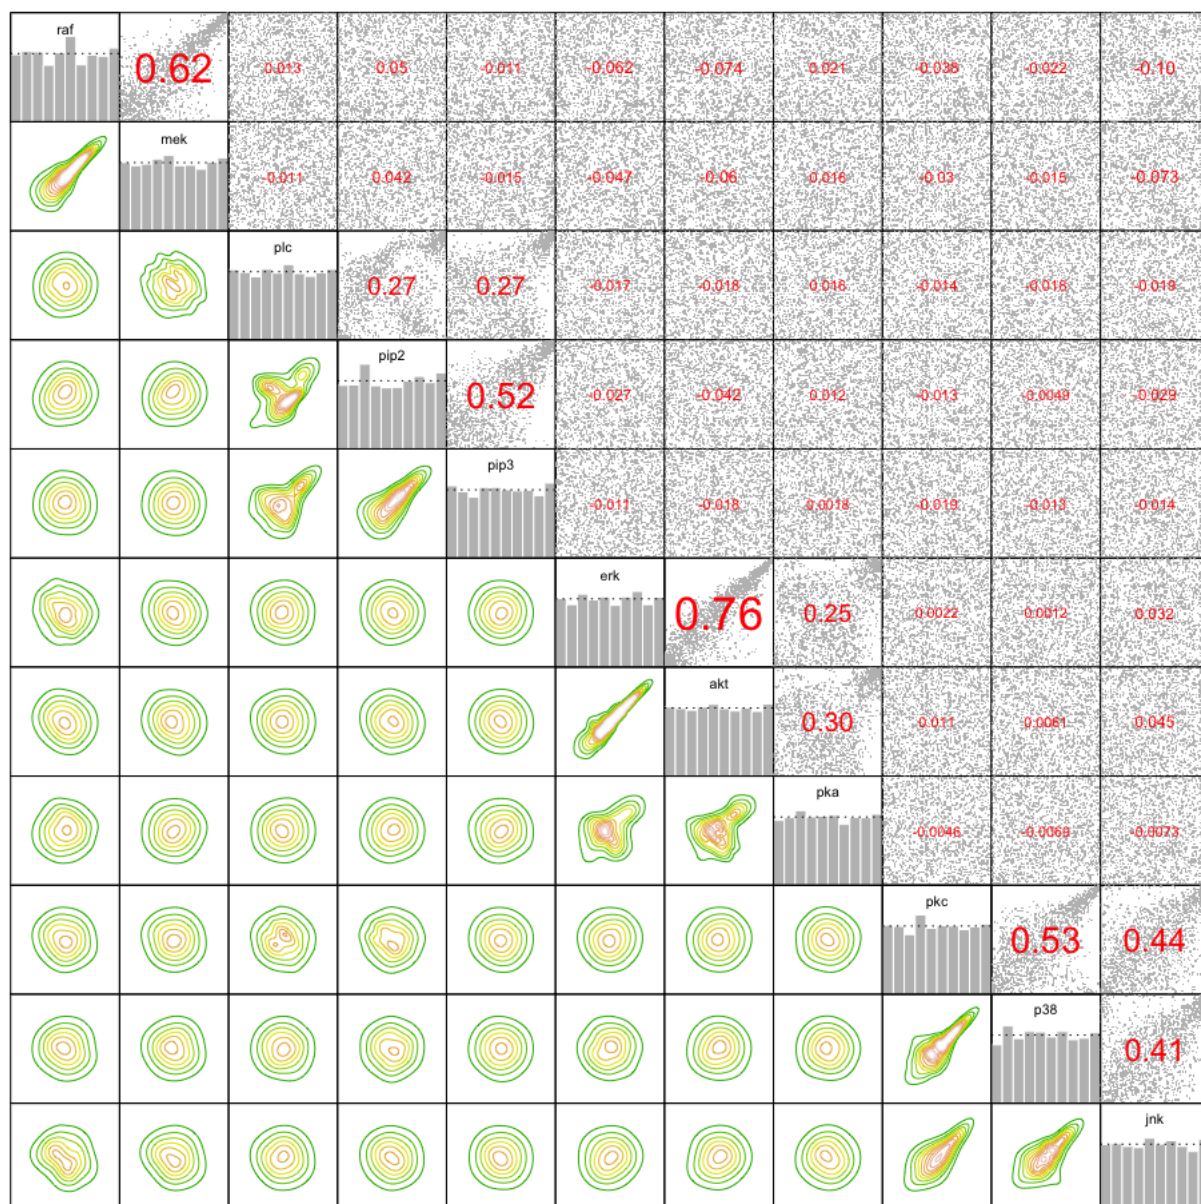 raf
0.62 0.013 0.05 -0.011 -0.062 -0.074 0.021 -0.038 -0.022 -0.10
mek
-0.011 0.042 -0.015 -0.047 -0.06 0.016 -0.03 -0.015 -0.073
plc
0.27 0.27 -0.017 -0.018 0.016 -0.014 -0.018 -0.019
pip2
0.52 -0.027 -0.042 0.012 -0.013 -0.0049 -0.029
pip3
-0.011 -0.018 0.0018 -0.019 -0.013 -0.014
erk
0.76 0.25 0.0022 0.0012 0.032
akt
0.30 0.011 0.0061 0.045
pka
-0.0046 -0.0069 -0.0073
pkc
0.53 0.44
p38
0.41
jnk